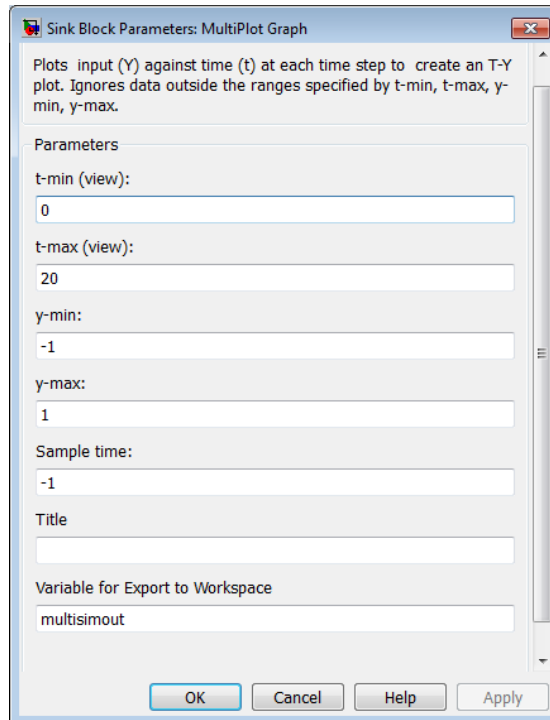 Sink Block Parameters: MultiPlot Graph
Plots input (Y) against time (t) at each time step to create an T-Y
plot. Ignores data outside the ranges specified by t-min, t-max, y-
min, y-max.
Parameters
t-min (view):
0
t-max (view):
20
y-min:
-1
y-max:
1
Sample time:
-1
Title
Variable for Export to Workspace
multisimout
OK Cancel Help Apply